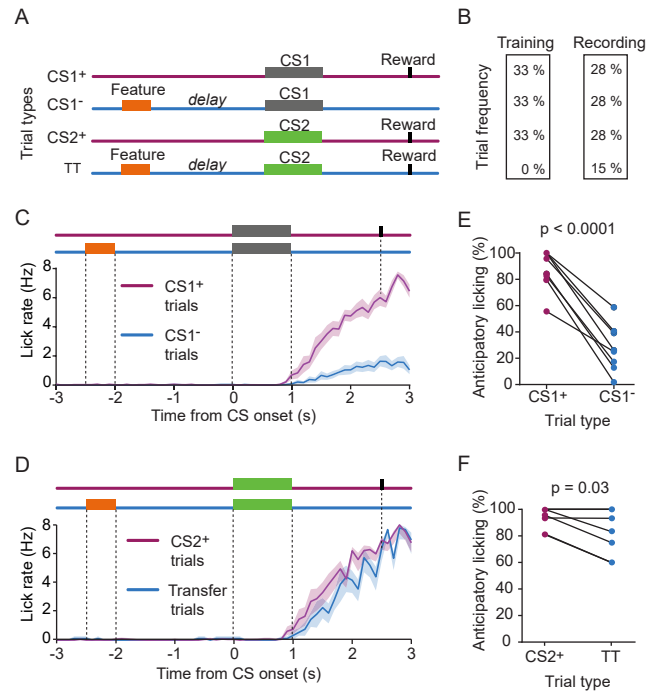 A
CS1
Reward
CS1+
Feature
delay
CS1
CS1-
CS2
Reward
CS2+
Feature
delay
CS2
Reward
TT
Trial types
B
Training
Recording
33 %
28 %
33 %
28 %
33 %
28 %
0 %
15 %
Trial frequency
C
Lick rate (Hz)
8
6
4
2
0
CS1+
trials
CS1-
trials
-3
-2
-1
0
1
2
3
Time from CS onset (s)
E
p < 0.0001
Anticipatory licking (%)
100
80
60
40
20
0
CS1+
CS1-
Trial type
D
Lick rate (Hz)
8
6
4
2
0
CS2+
trials
Transfer
trials
-3
-2
-1
0
1
2
3
Time from CS onset (s)
F
p = 0.03
Anticipatory licking (%)
100
80
60
40
20
0
CS2+
TT
Trial type